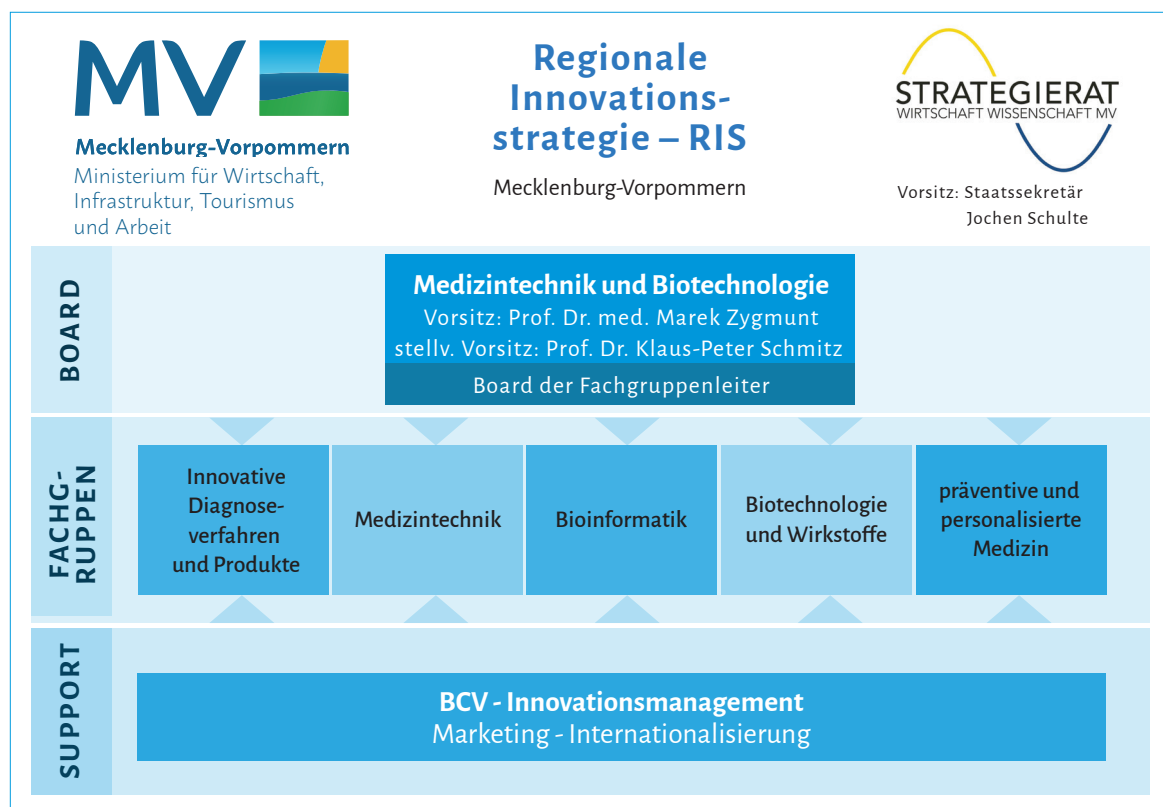 MV
Mecklenburg-Vorpommern
Ministerium für Wirtschaft,
Infrastruktur, Tourismus
und Arbeit
Regionale
Innovations-
strategie – RIS
Mecklenburg-Vorpommern
STRATEGIERAT
WIRTSCHAFT WISSENSCHAFT MV
Vorsitz: Staatssekretär
Jochen Schulte
BOARD
Medizintechnik und Biotechnologie
Vorsitz: Prof. Dr. med. Marek Zygmunt
stellv. Vorsitz: Prof. Dr. Klaus-Peter Schmitz
Board der Fachgruppenleiter
FACHG-
RUPPEN
Innovative
Diagnose-
verfahren
und Produkte
Medizintechnik
Bioinformatik
Biotechnologie
und Wirkstoffe
präventive und
personalisierte
Medizin
SUPPORT
BCV - Innovationsmanagement
Marketing - Internationalisierung